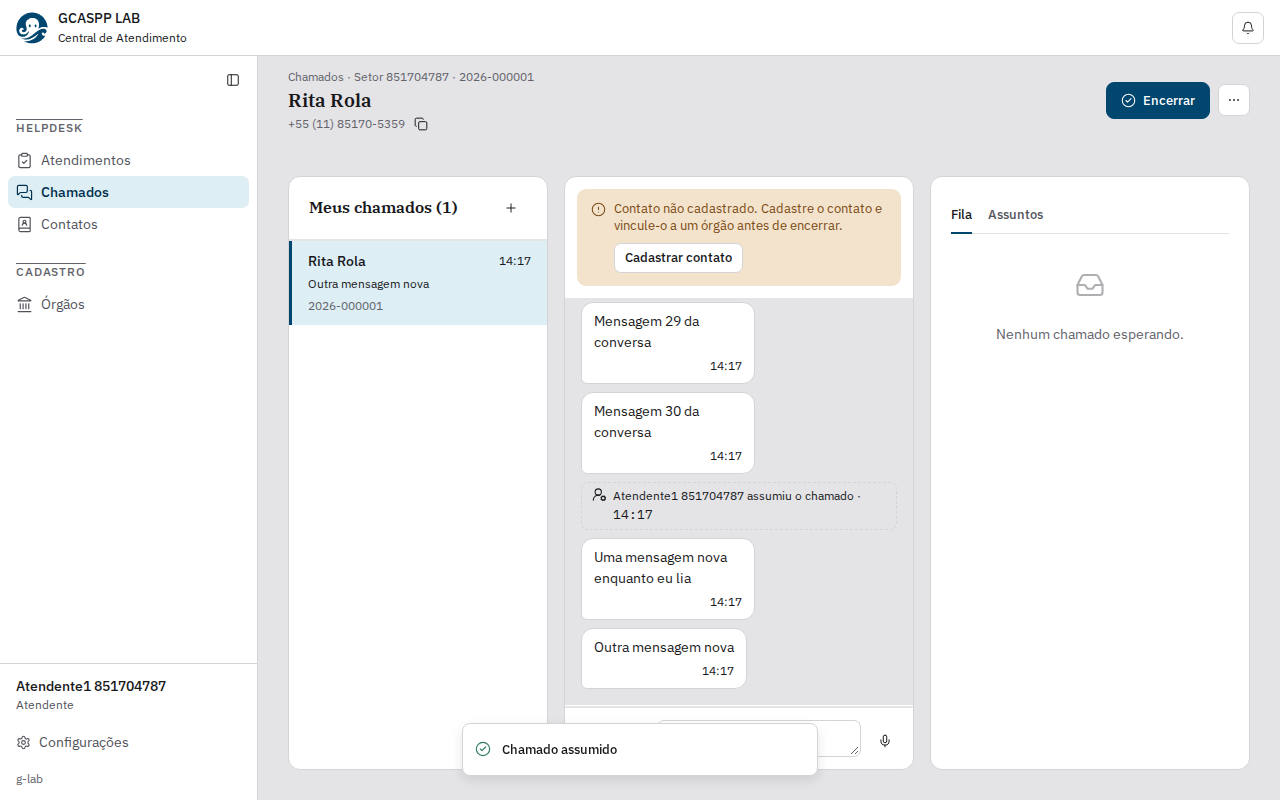 GCASPP LAB
Central de Atendimento
HELPDESK
Atendimentos
Chamados
Contatos
CADASTRO
Órgãos
Atendente1 851704787
Atendente
Configurações
g-lab
Chamados · Setor 851704787 · 2026-000001
Rita Rola
+55 (11) 85170-5359
Encerrar
Meus chamados (1)
Rita Rola 14:17
Outra mensagem nova
2026-000001
Contato não cadastrado. Cadastre o contato e
vincule-o a um órgão antes de encerrar.
Cadastrar contato
Mensagem 29 da
conversa
14:17
Mensagem 30 da
conversa
14:17
Atendente1 851704787 assumiu o chamado ·
14:17
Uma mensagem nova
enquanto eu lia
14:17
Outra mensagem nova
14:17
Chamado assumido
Fila Assuntos
Nenhum chamado esperando.